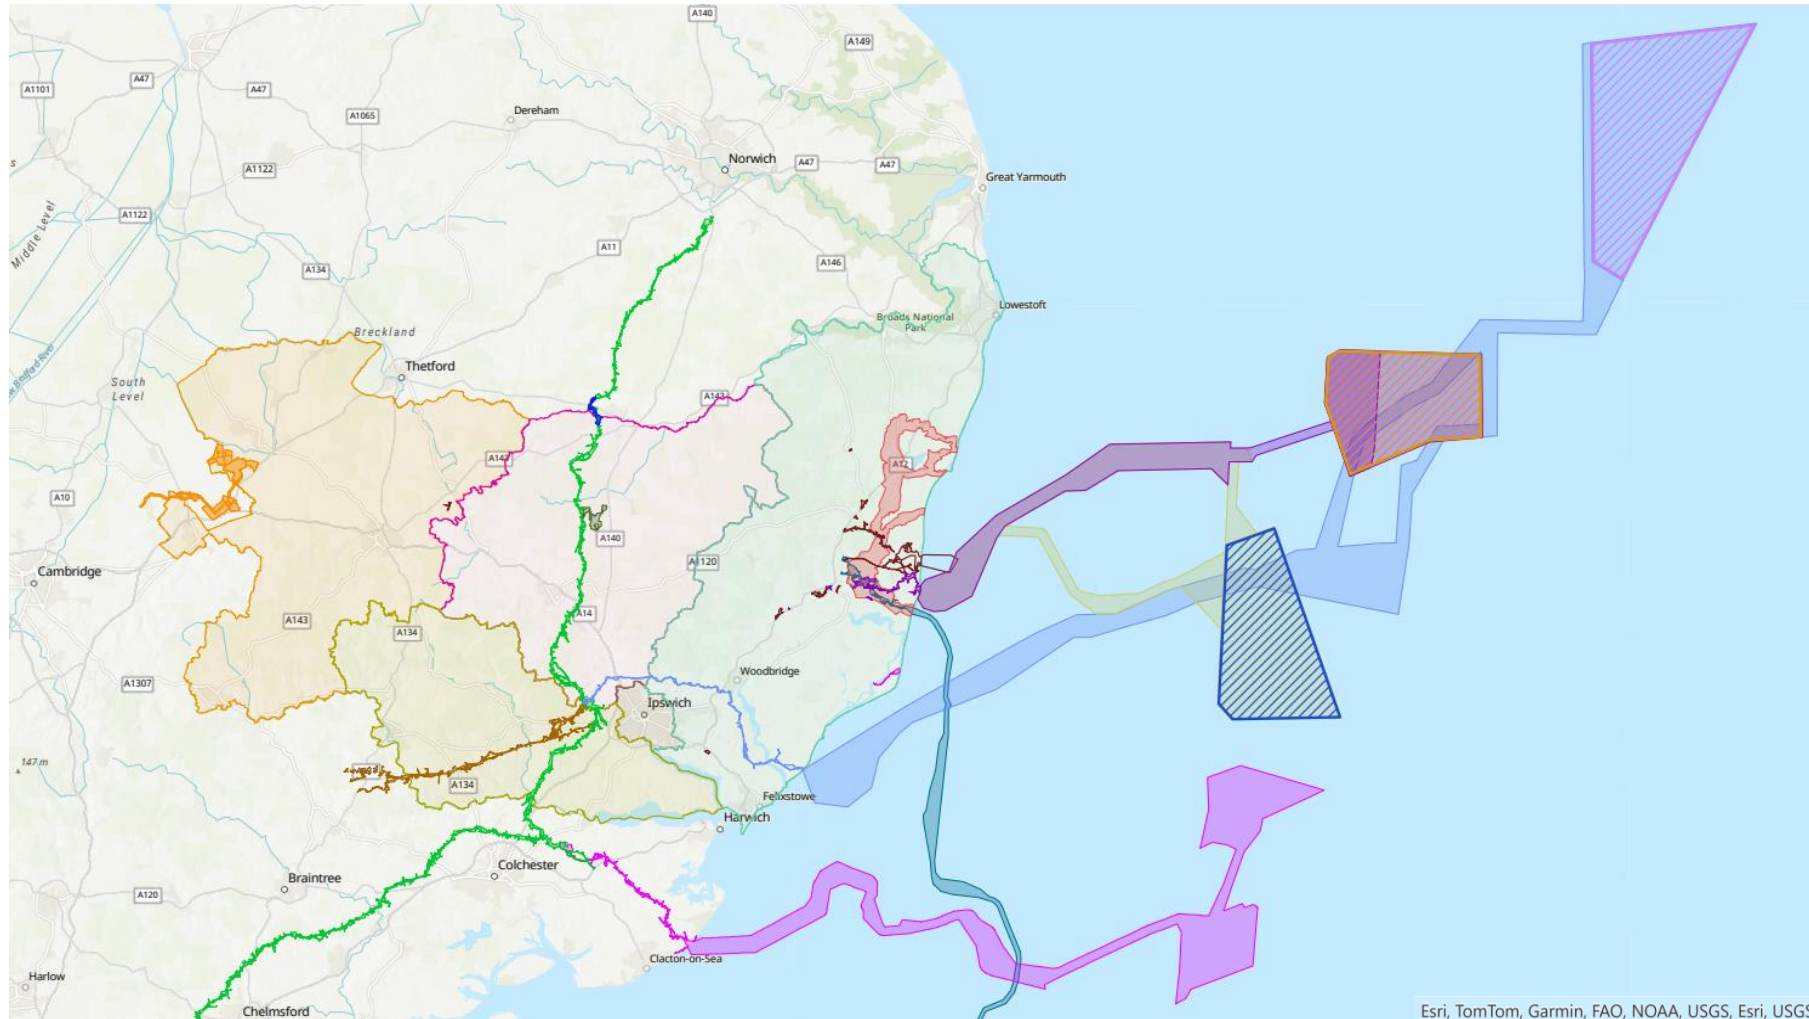 A140
A149
A47
A47
A1101
Dereham
A1065
Norwich
A47
A47
A1122
Great Yarmouth
A1122
Middle Level
A11
A146
A134
Lowestoft
Broads National
Park
Breckland
Thetford
South
Level
A143
A12
A10
A140
A1120
Cambridge
A14
A143
A134
Woodbridge
A1307
Ipswich
147 m
A134
Felixstowe
Harwich
Colchester
Braintree
A120
Clacton-on-Sea
Harlow
Chelmsford
Esri, TomTom, Garmin, FAO, NOAA, USGS, Esri, USGS